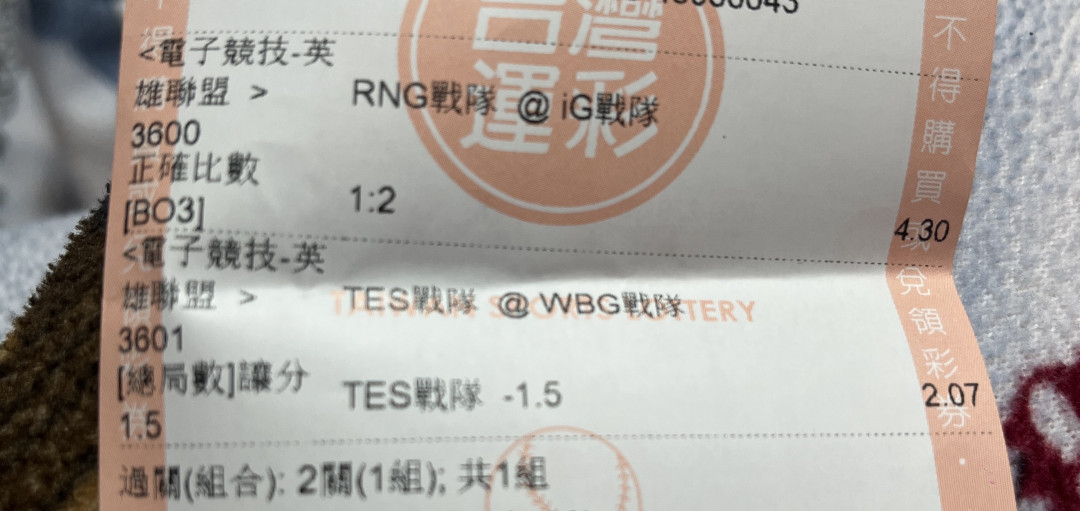 <電子競技-英
雄聯盟 > RNG戰隊 @ iG戰隊
3600
正確比數
[BO3] 1:2 4.30
<電子競技-英
雄聯盟 > TES戰隊 @ WBG戰隊
3601
[總局數]讓分
1.5 TES戰隊 -1.5 2.07
過關(組合): 2關(1組); 共1組
台灣
運彩
TAIWAN SPORTS LOTTERY
不得購買或兌領彩券